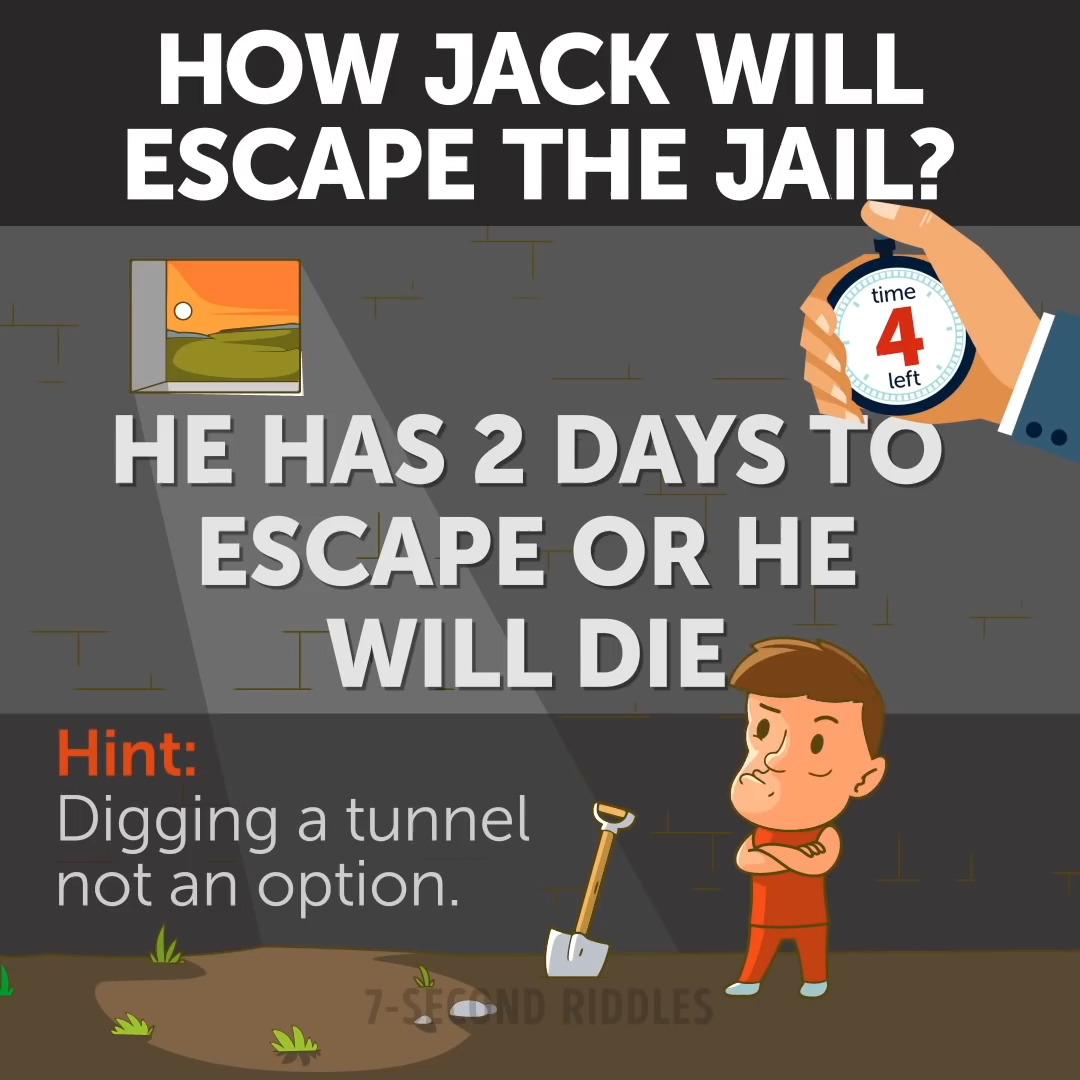 HOW JACK WILL
ESCAPE THE JAIL?
time
4
left
HE HAS 2 DAYS TO
ESCAPE OR HE
WILL DIE
Hint:
Digging a tunnel
not an option.
7-SECOND RIDDLES